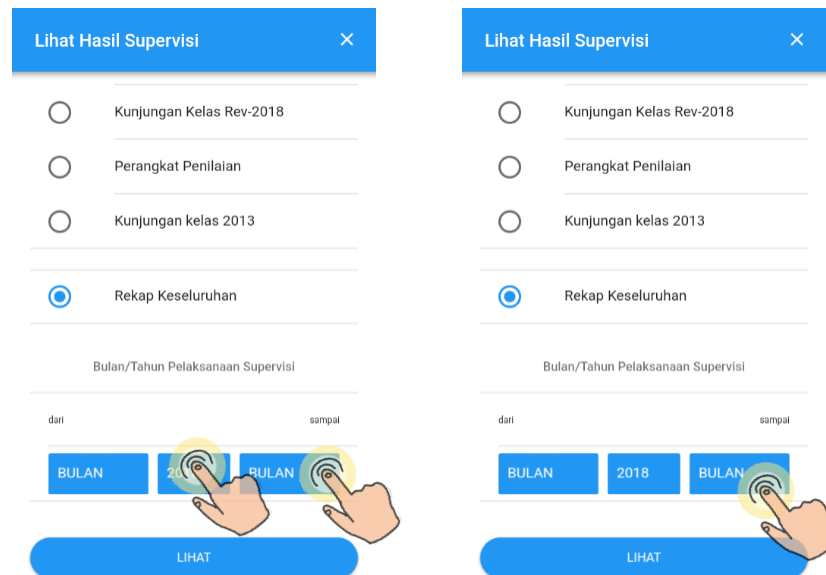 Lihat Hasil Supervisi ×
Kunjungan Kelas Rev-2018
Perangkat Penilaian
Kunjungan kelas 2013
Rekap Keseluruhan
Bulan/Tahun Pelaksanaan Supervisi
dari sampai
BULAN BULAN
LIHAT
Lihat Hasil Supervisi ×
Kunjungan Kelas Rev-2018
Perangkat Penilaian
Kunjungan kelas 2013
Rekap Keseluruhan
Bulan/Tahun Pelaksanaan Supervisi
dari sampai
BULAN 2018 BULAN
LIHAT